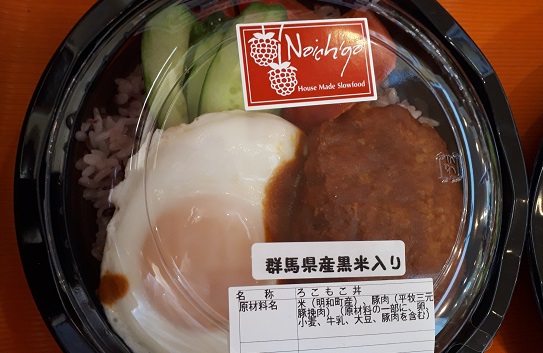 Noichigo
House Made Slowfood
群馬県産黒米入り
名 称 ろこもこ丼
原材料名 米(明和町産)、豚肉(平牧三元
豚挽肉)(原材料の一部に、卵、
小麦、牛乳、大豆、豚肉を含む)